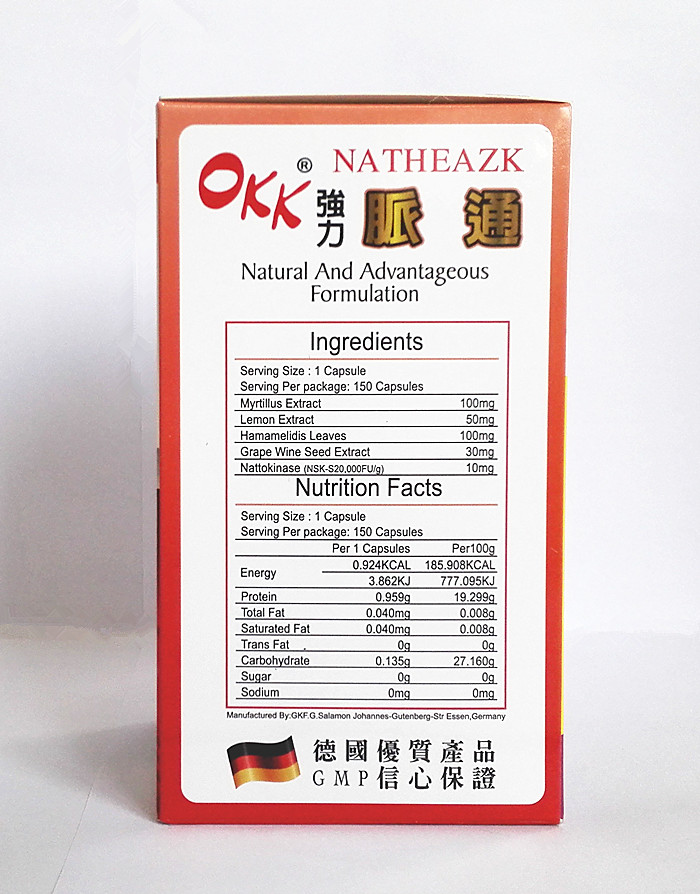 OKK® NATHEAZK
強力 脈 通
Natural And Advantageous
Formulation
Ingredients
Serving Size : 1 Capsule
Serving Per package: 150 Capsules
Myrtillus Extract 100mg
Lemon Extract 50mg
Hamamelidis Leaves 100mg
Grape Wine Seed Extract 30mg
Nattokinase (NSK-S20,000FU/g) 10mg
Nutrition Facts
Serving Size : 1 Capsule
Serving Per package: 150 Capsules
Per 1 Capsules Per100g
Energy 0.924KCAL 185.908KCAL
3.862KJ 777.095KJ
Protein 0.959g 19.299g
Total Fat 0.040mg 0.008g
Saturated Fat 0.040mg 0.008g
Trans Fat 0g 0g
Carbohydrate 0.135g 27.160g
Sugar 0g 0g
Sodium 0mg 0mg
Manufactured By:GKF.G.Salamon Johannes-Gutenberg-Str Essen,Germany
德國優質產品
GMP信心保證